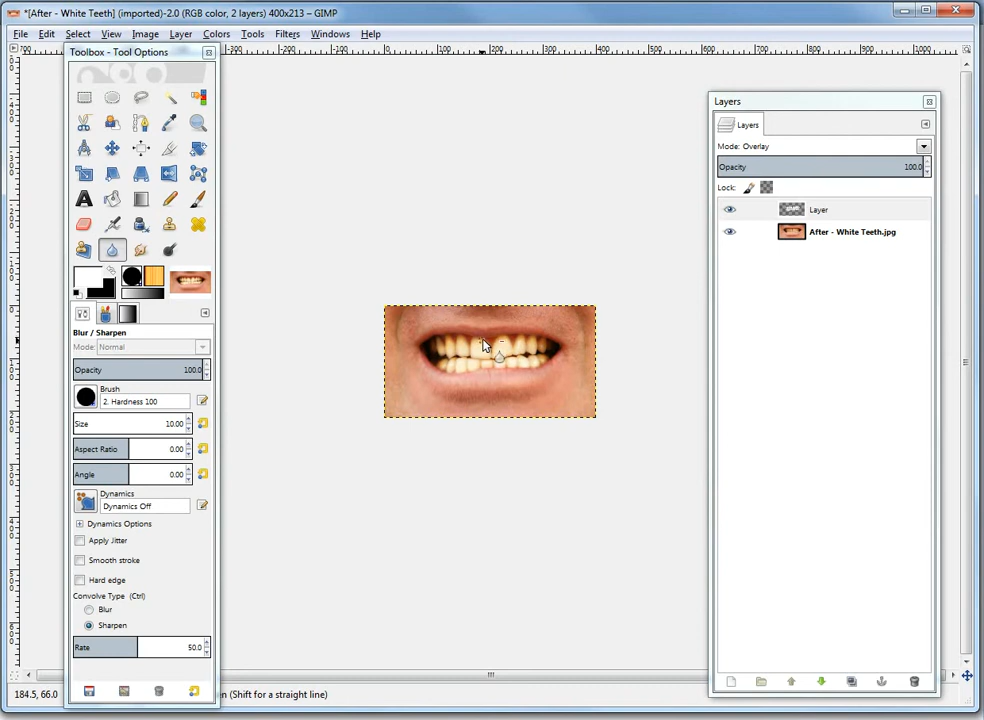 *[After - White Teeth] (imported)-2.0 (RGB color, 2 layers) 400x213 – GIMP
File Edit Select View Image Layer Colors Tools Filters Windows Help
Toolbox - Tool Options
Blur / Sharpen
Mode: Normal
Opacity 100.0
Brush
2. Hardness 100
Size 10.00
Aspect Ratio 0.00
Angle 0.00
Dynamics
Dynamics Off
Dynamics Options
Apply Jitter
Smooth stroke
Hard edge
Convolve Type (Ctrl)
Blur
Sharpen
Rate 50.0
184.5, 66.0
(Shift for a straight line)
Layers
Layers
Mode: Overlay
Opacity 100.0
Lock:
Layer
After - White Teeth.jpg